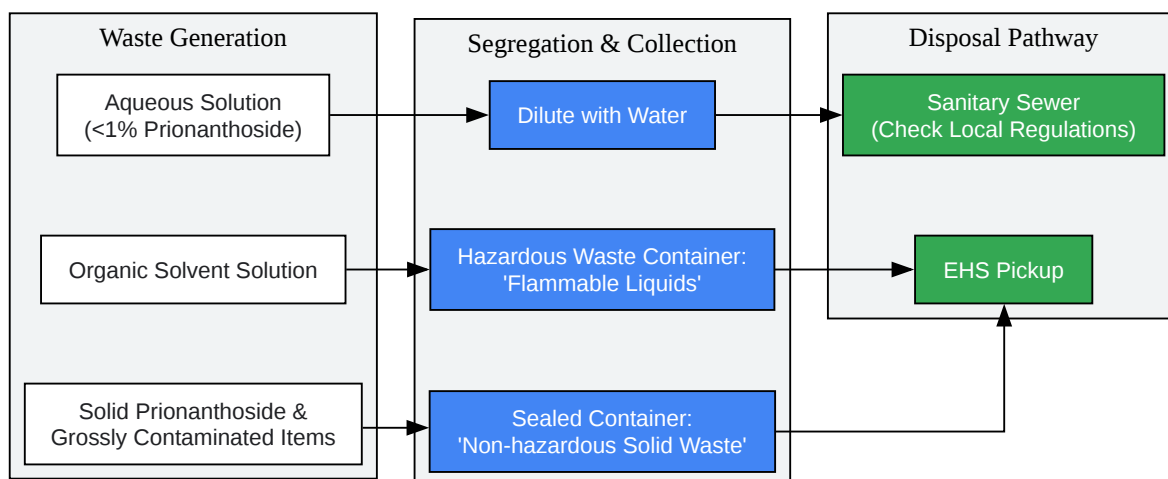 Waste Generation
Segregation & Collection
Disposal Pathway
Aqueous Solution
(<1% Prionanthoside)
Dilute with Water
Sanitary Sewer
(Check Local Regulations)
Organic Solvent Solution
Hazardous Waste Container:
'Flammable Liquids'
EHS Pickup
Solid Prionanthoside &
Grossly Contaminated Items
Sealed Container:
'Non-hazardous Solid Waste'